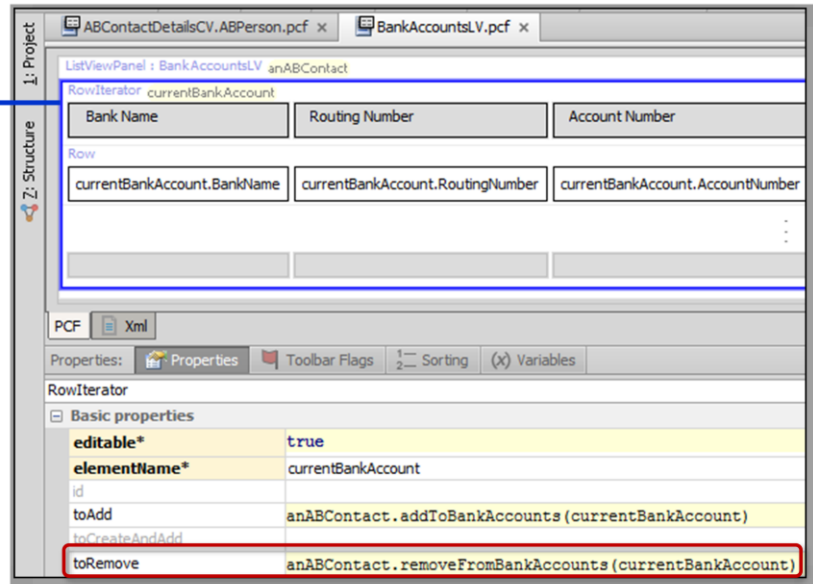 1: Project
Z: Structure
ABContactDetailsCV.ABPerson.pcf × BankAccountsLV.pcf ×
ListViewPanel : BankAccountsLV anABContact
RowIterator currentBankAccount
Bank Name Routing Number Account Number
Row
currentBankAccount.BankName currentBankAccount.RoutingNumber currentBankAccount.AccountNumber
PCF Xml
Properties: Properties Toolbar Flags Sorting (x) Variables
RowIterator
Basic properties
editable* true
elementName* currentBankAccount
id
toAdd anABContact.addToBankAccounts(currentBankAccount)
toCreateAndAdd
toRemove anABContact.removeFromBankAccounts(currentBankAccount)